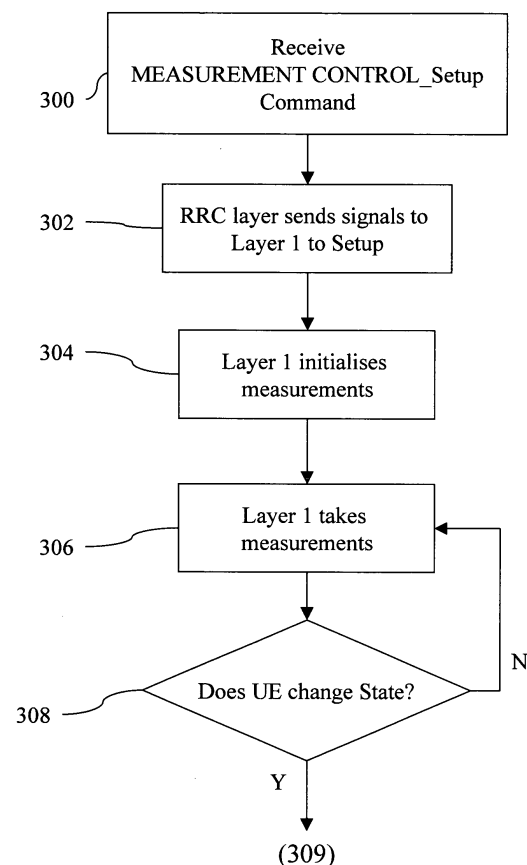 Receive
MEASUREMENT CONTROL_Setup
Command
300
RRC layer sends signals to
Layer 1 to Setup
302
Layer 1 initialises
measurements
304
Layer 1 takes
measurements
306
N
Does UE change State?
308
Y
(309)